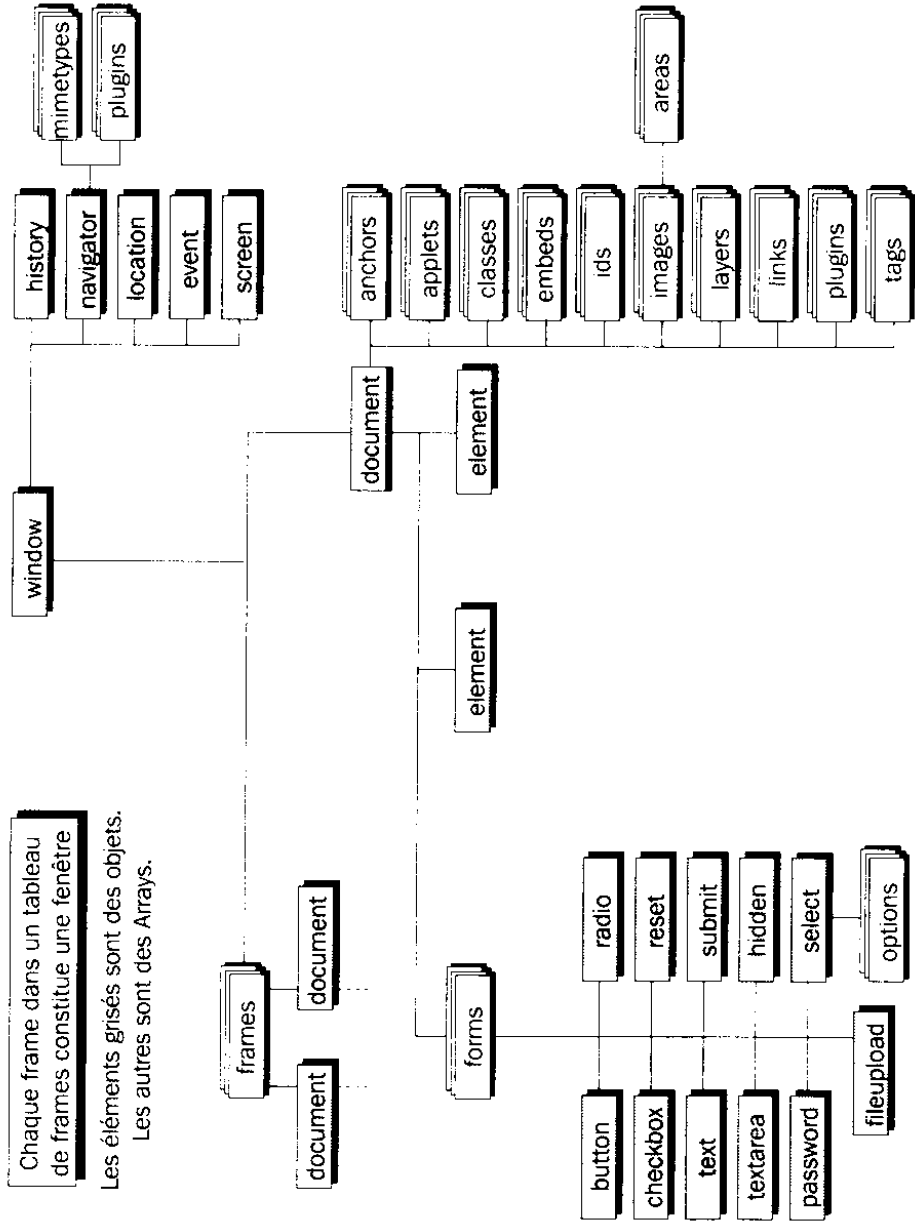 Chaque frame dans un tableau
de frames constitue une fenêtre
Les éléments grisés sont des objets.
Les autres sont des Arrays.
window
history
navigator
location
event
screen
mimetypes
plugins
frames
document
document
document
anchors
applets
classes
embeds
ids
images
layers
links
plugins
tags
areas
forms
element
element
button
radio
checkbox
reset
text
submit
textarea
hidden
password
select
fileupload
options